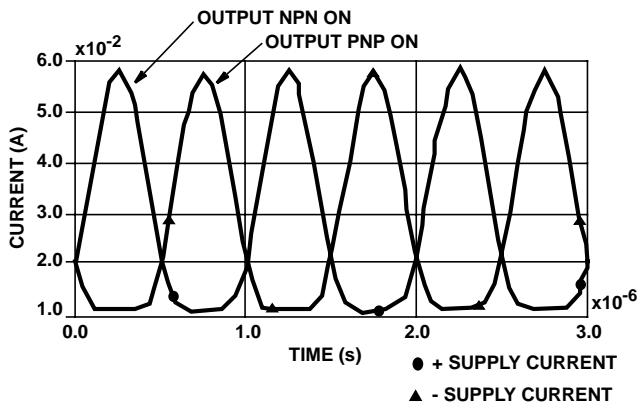 OUTPUT NPN ON
OUTPUT PNP ON
x10-2
6.0
5.0
4.0
3.0
2.0
1.0
CURRENT (A)
0.0 1.0 2.0 3.0
x10-6
TIME (s)
+ SUPPLY CURRENT
- SUPPLY CURRENT